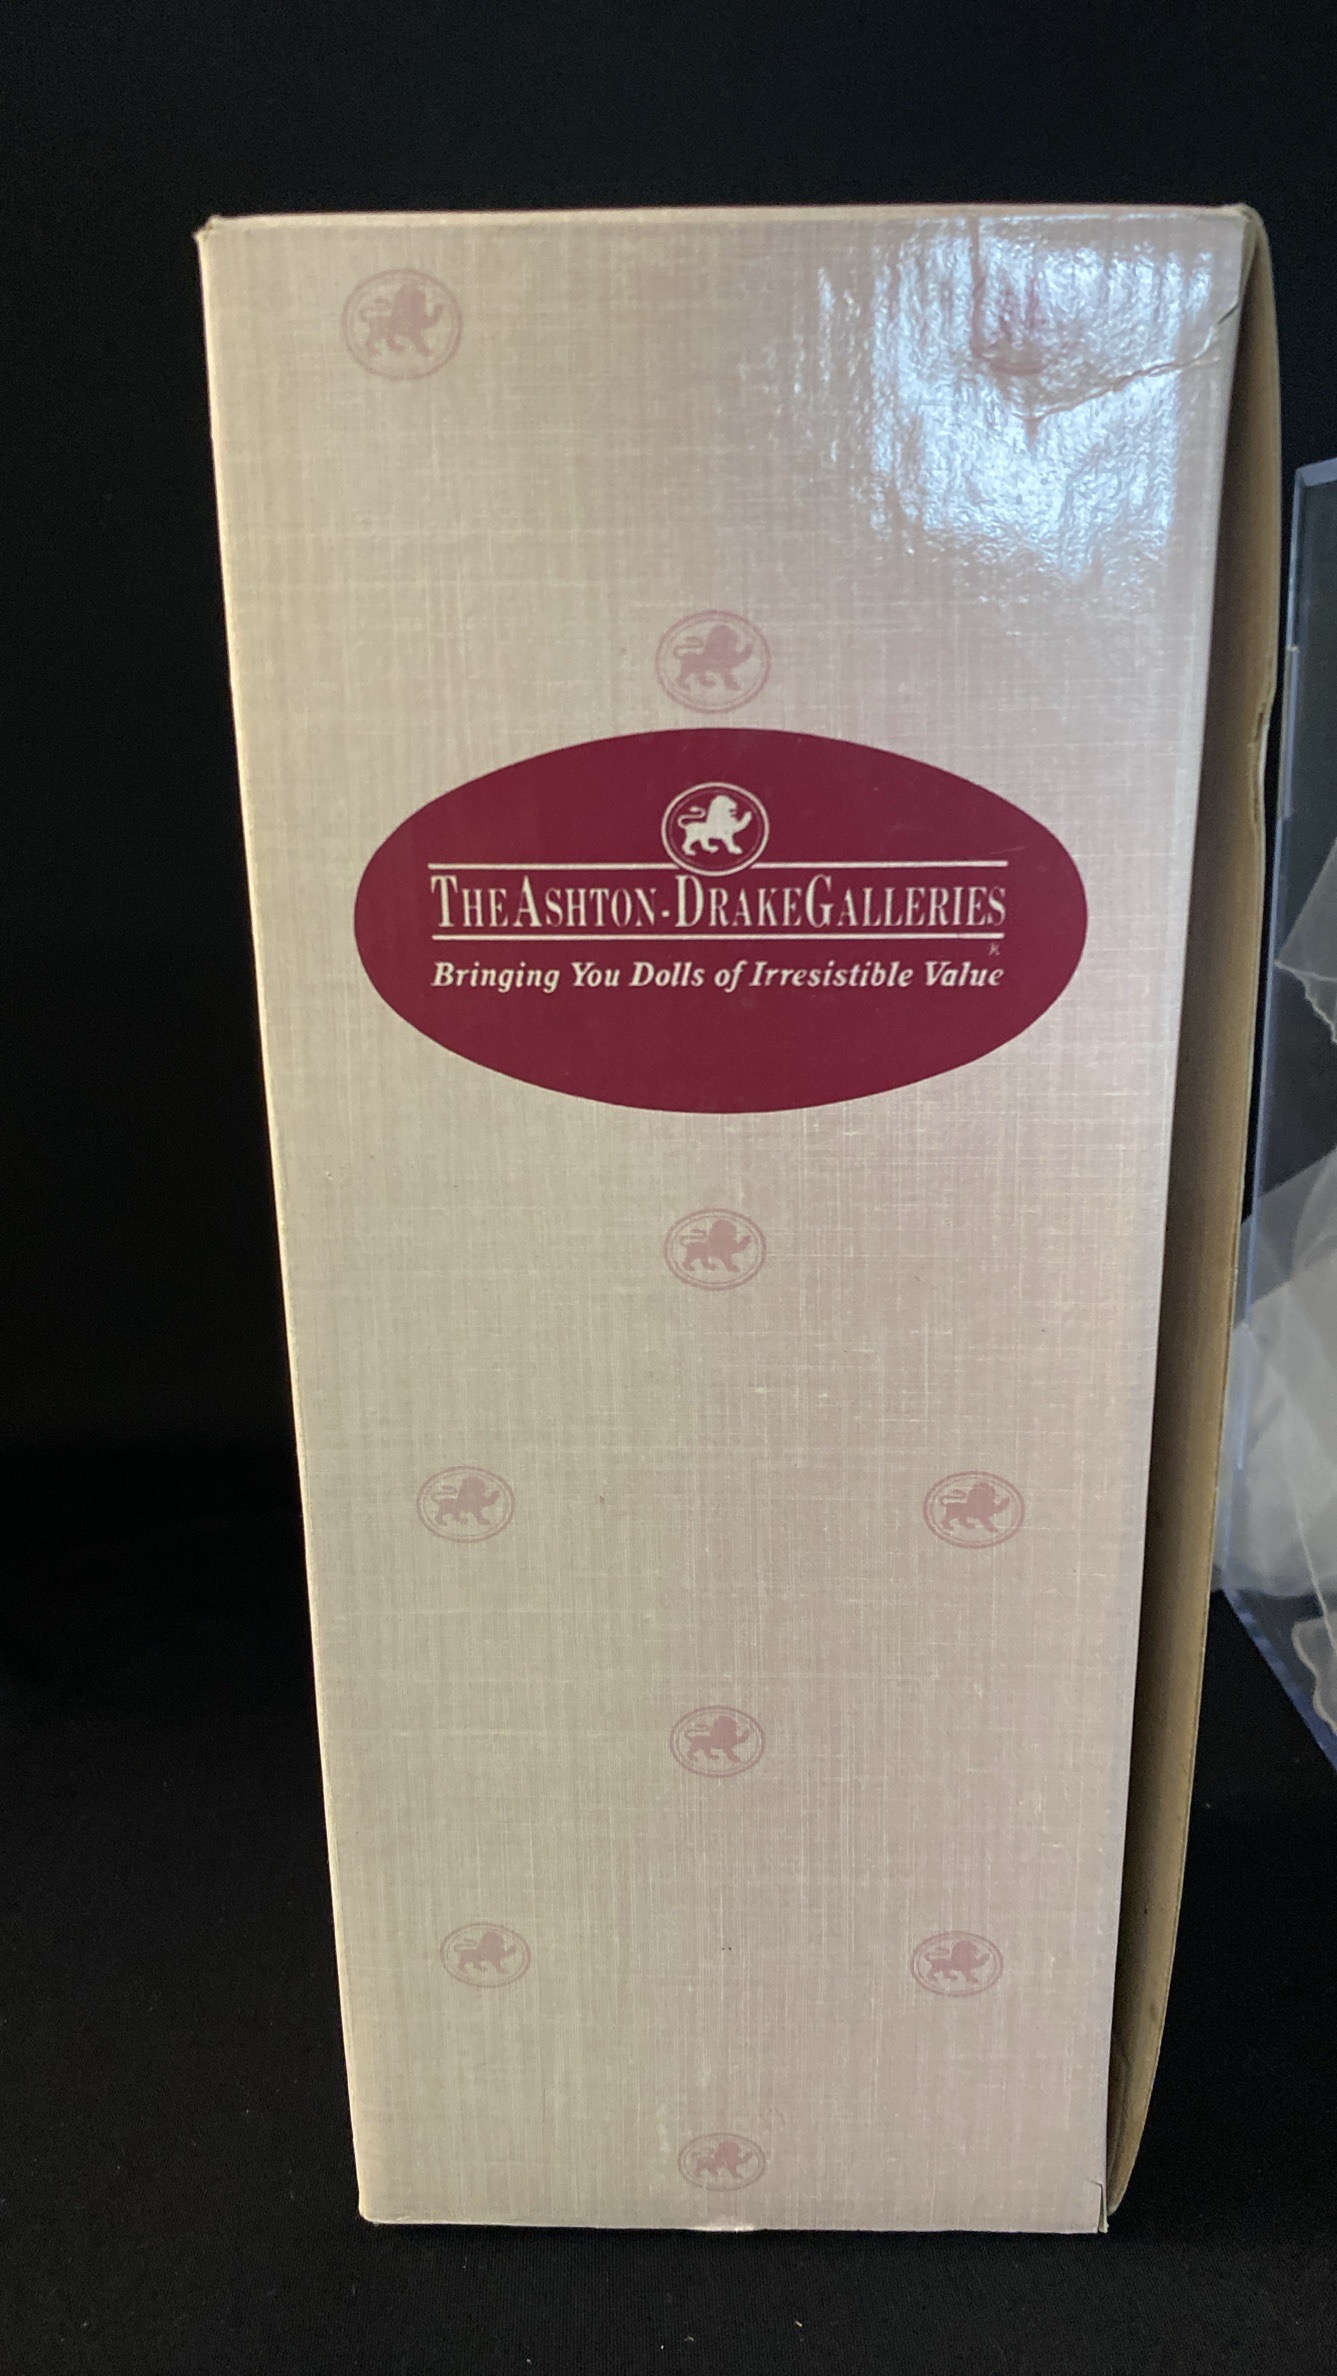 THE ASHTON-DRAKE GALLERIES
Bringing You Dolls of Irresistible Value